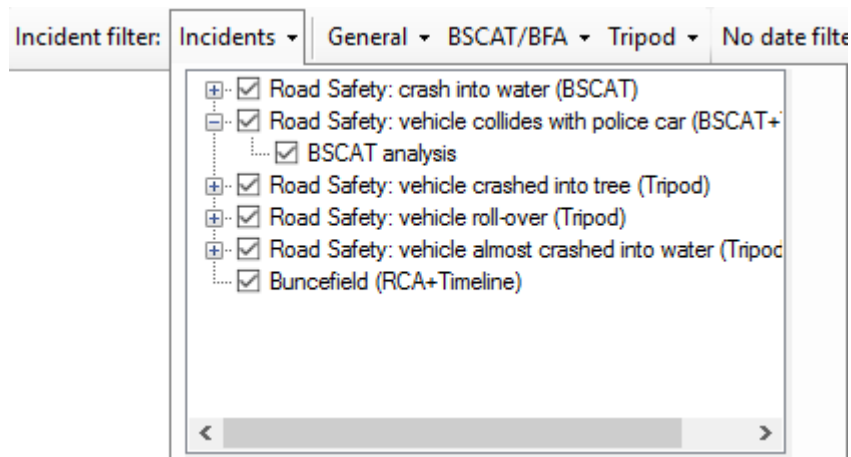 Incident filter: Incidents General BSCAT/BFA Tripod No date filte
Road Safety: crash into water (BSCAT)
Road Safety: vehicle collides with police car (BSCAT+
BSCAT analysis
Road Safety: vehicle crashed into tree (Tripod)
Road Safety: vehicle roll-over (Tripod)
Road Safety: vehicle almost crashed into water (Tripod
Buncefield (RCA+Timeline)